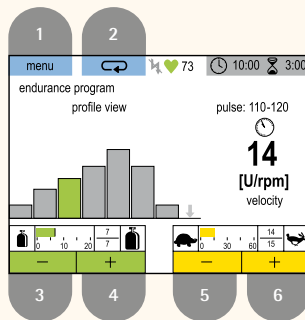 1 2
menu 73 10:00 3:00
endurance program
profile view pulse: 110-120
14
[U/rpm]
velocity
0 10 20 7 7 0 30 60 14 15
− + − +
3 4 5 6